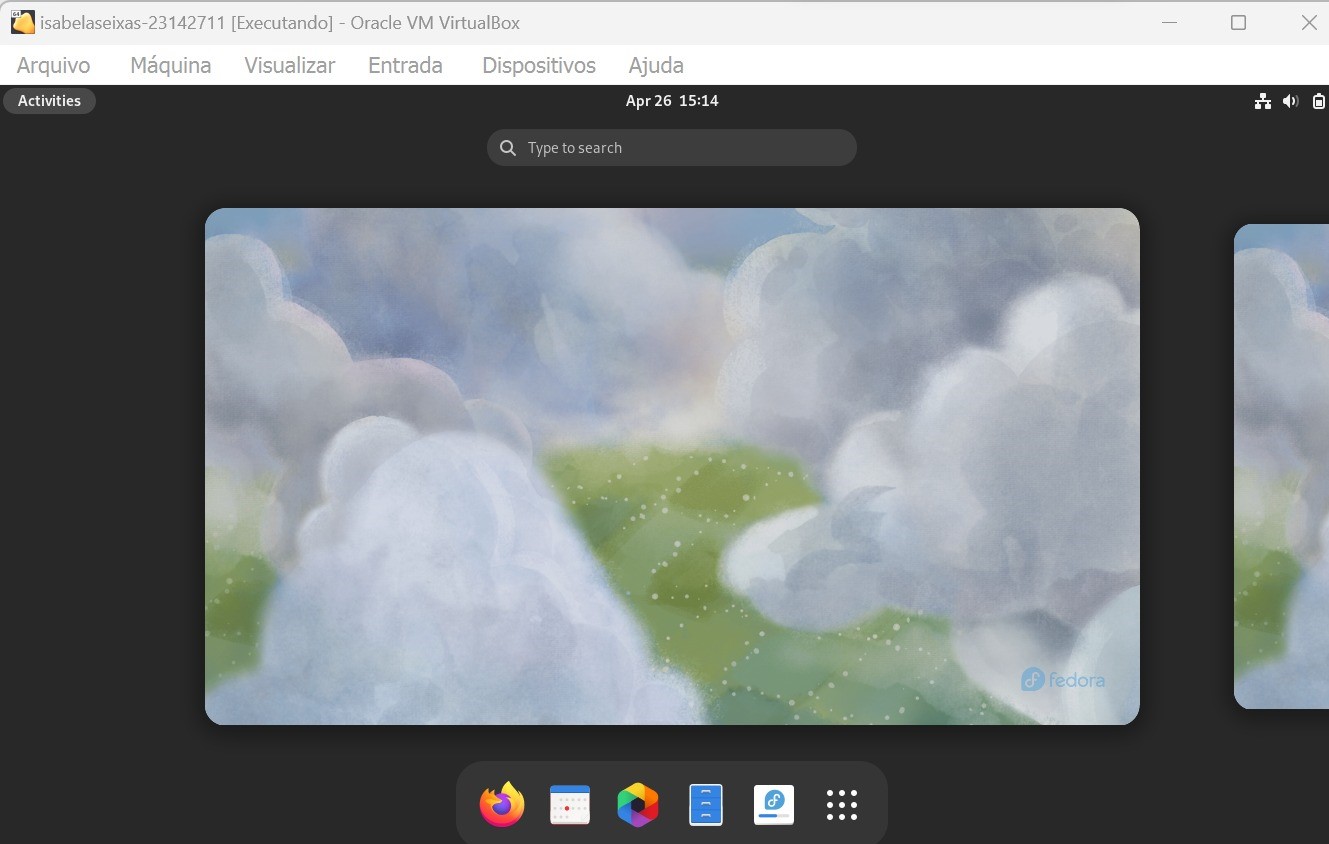 isabelaseixas-23142711 [Executando] - Oracle VM VirtualBox
Arquivo Máquina Visualizar Entrada Dispositivos Ajuda
Activities Apr 26 15:14
Type to search
fedora